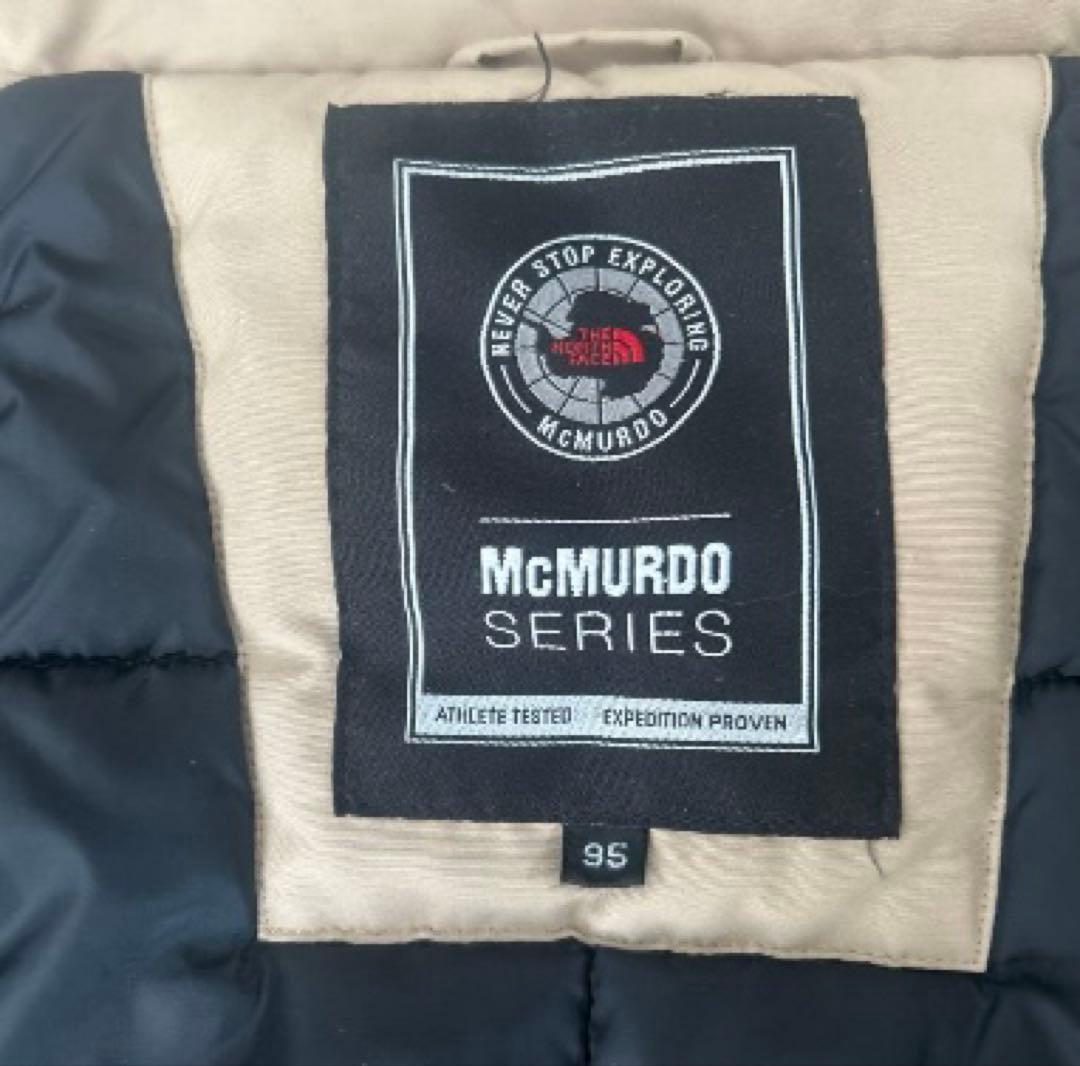 NEVER STOP EXPLORING
THE
NORTH
FACE
McMURDO
McMURDO
SERIES
ATHLETE TESTED EXPEDITION PROVEN
95